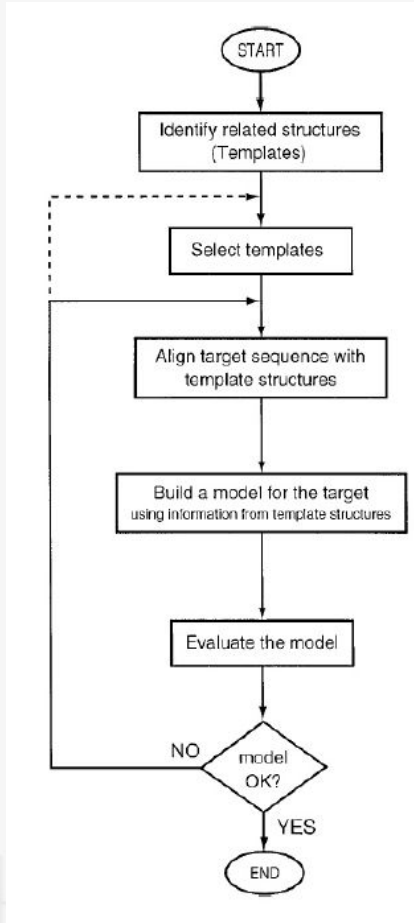 START
Identify related structures
(Templates)
Select templates
Align target sequence with
template structures
Build a model for the target
using information from template structures
Evaluate the model
NO
model
OK?
YES
END